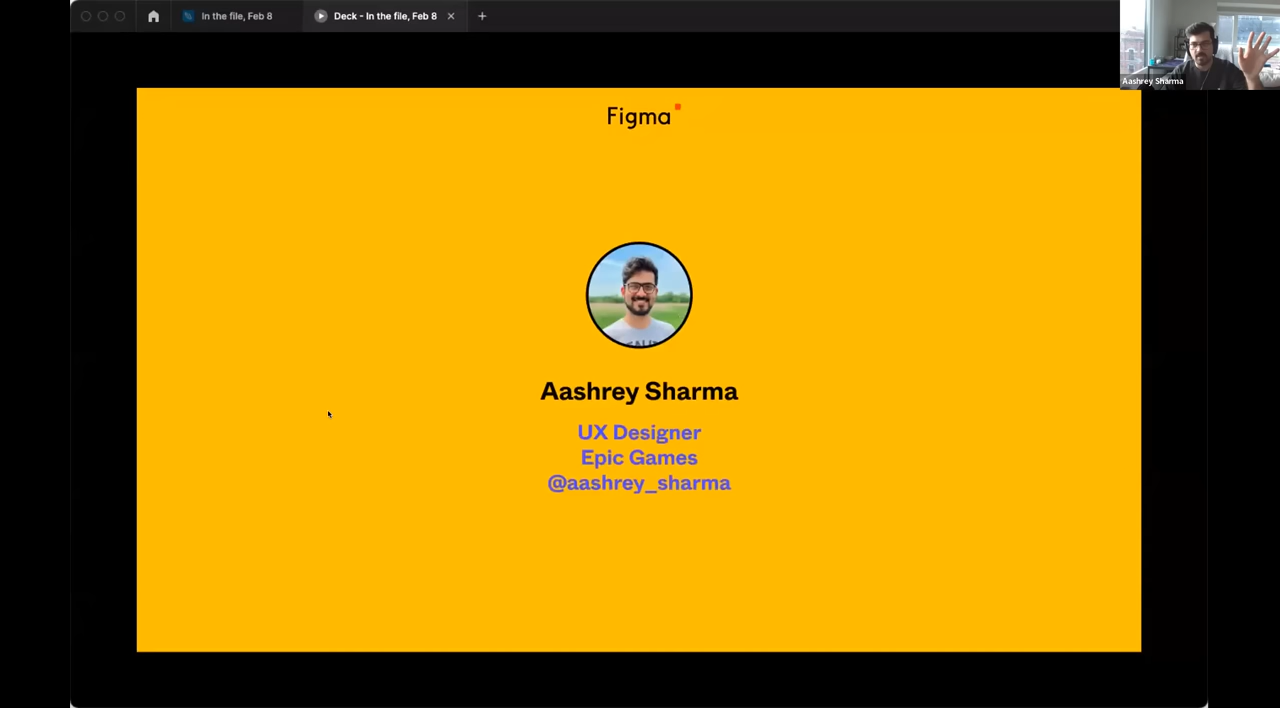 In the file, Feb 8
Deck - In the file, Feb 8
Aashrey Sharma
Figma
Aashrey Sharma
UX Designer
Epic Games
@aashrey_sharma